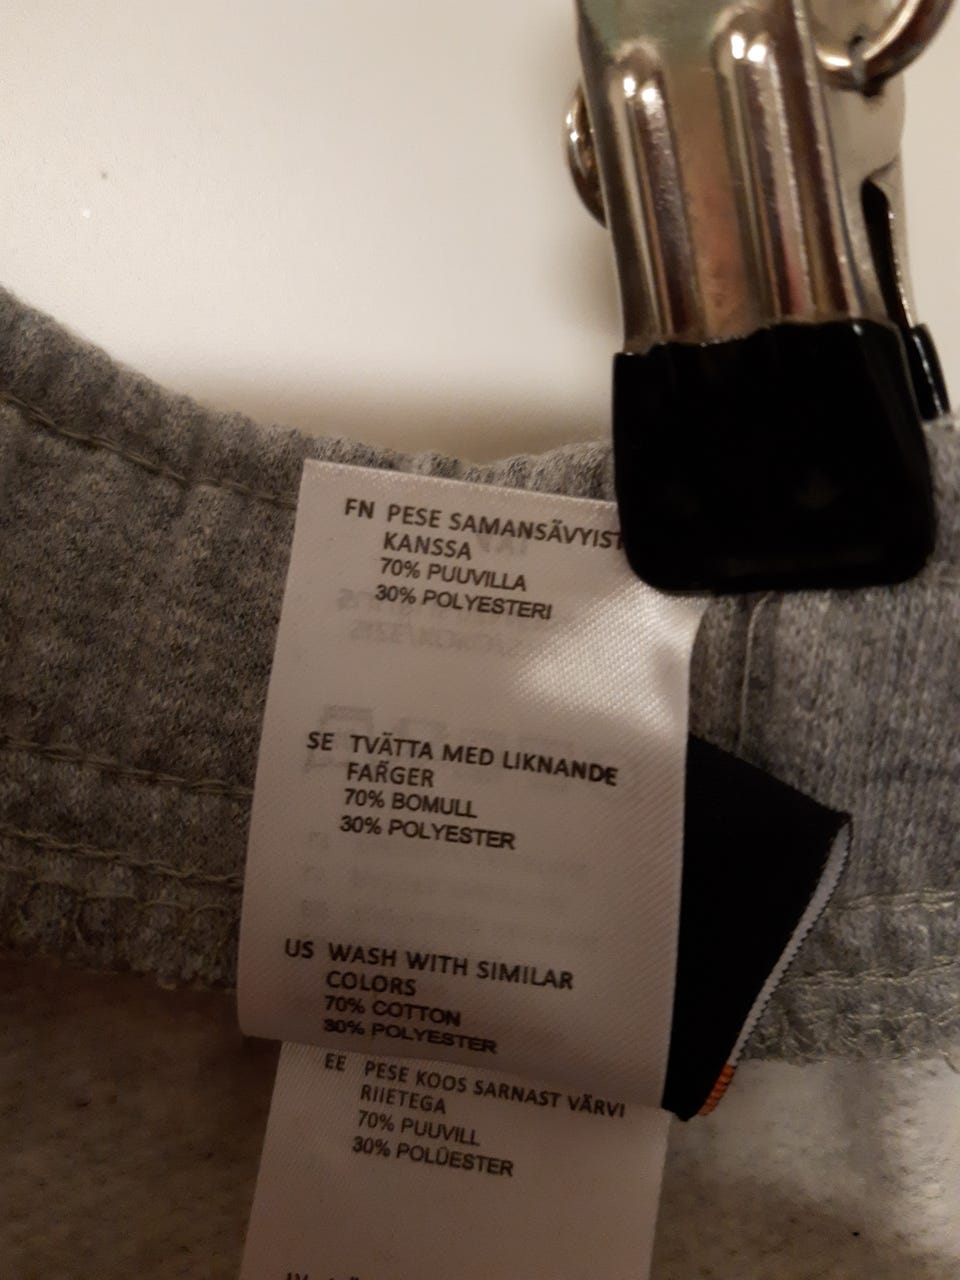 FN PESE SAMANSÄVYIST
KANSSA
70% PUUVILLA
30% POLYESTERI
SE TVÄTTA MED LIKNANDE
FARGER
70% BOMULL
30% POLYESTER
US WASH WITH SIMILAR
COLORS
70% COTTON
30% POLYESTER
EE PESE KOOS SARNAST VÄRVI
RIIETEGA
70% PUUVILL
30% POLÜESTER